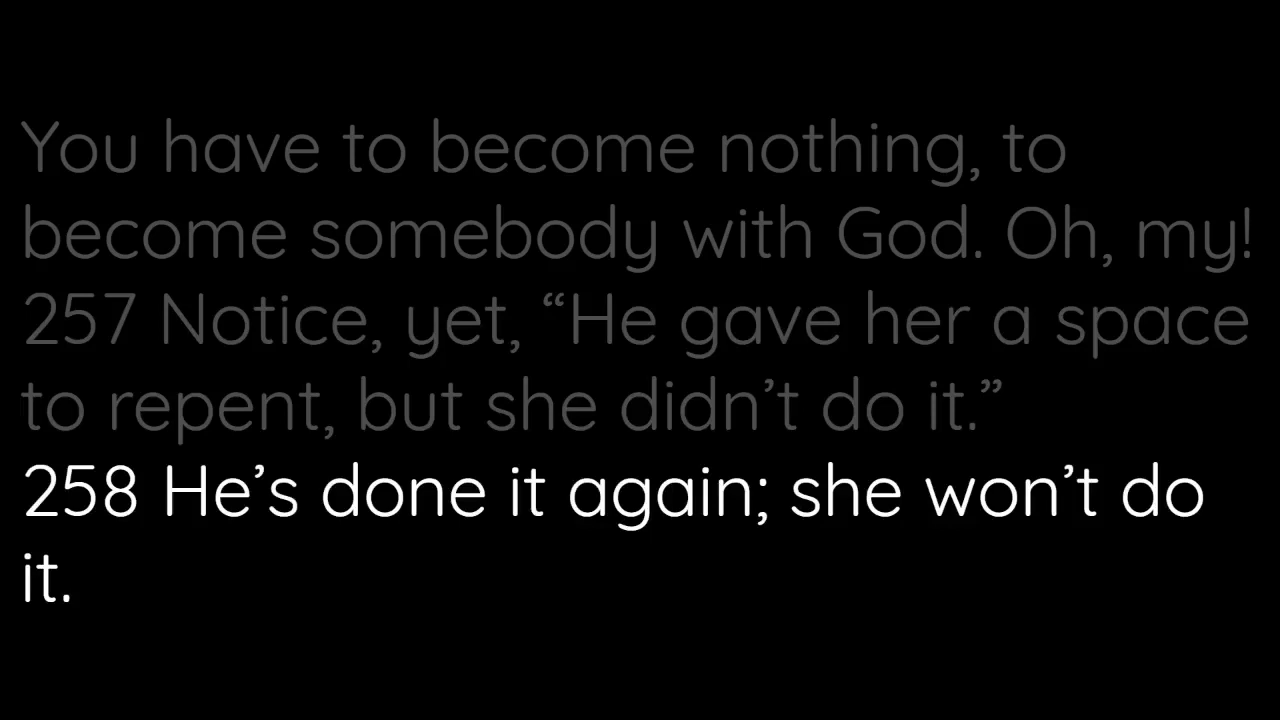 You have to become nothing, to
become somebody with God. Oh, my!
257 Notice, yet, “He gave her a space
to repent, but she didn’t do it.”
258 He’s done it again; she won’t do
it.